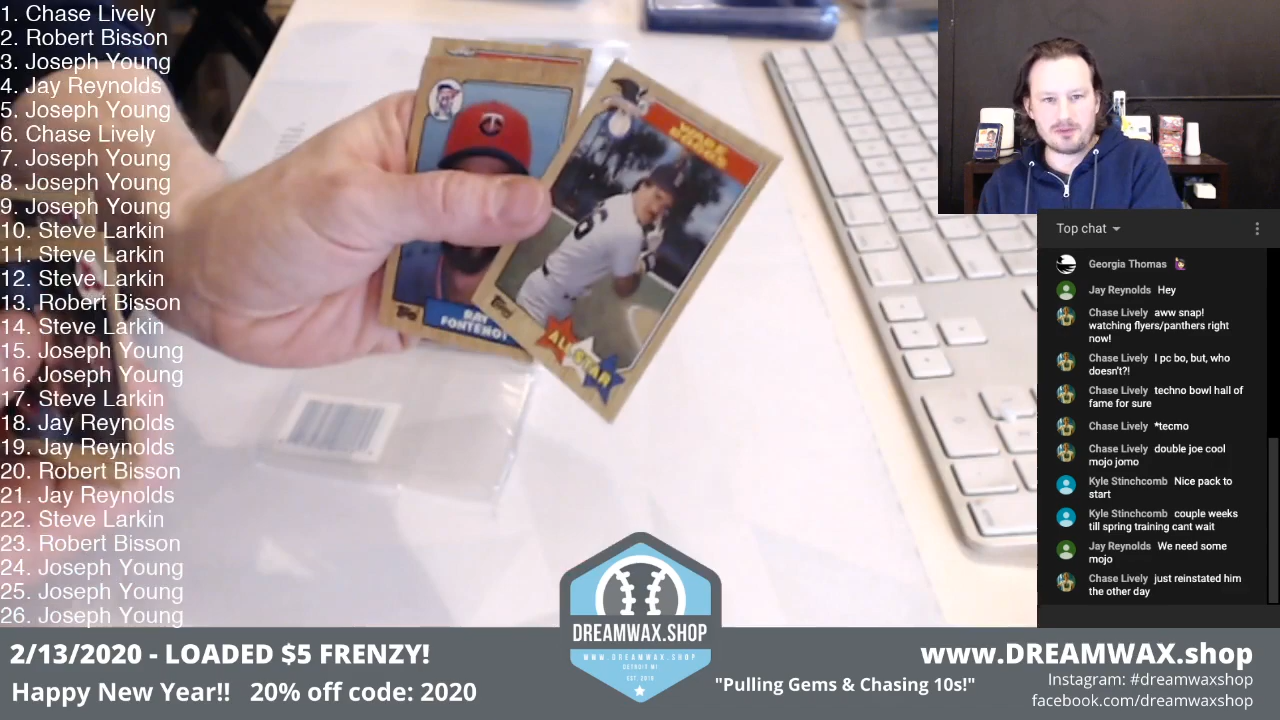 1. Chase Lively
2. Robert Bisson
3. Joseph Young
4. Jay Reynolds
5. Joseph Young
6. Chase Lively
7. Joseph Young
8. Joseph Young
9. Joseph Young
10. Steve Larkin
11. Steve Larkin
12. Steve Larkin
13. Robert Bisson
14. Steve Larkin
15. Joseph Young
16. Joseph Young
17. Steve Larkin
18. Jay Reynolds
19. Jay Reynolds
20. Robert Bisson
21. Jay Reynolds
22. Steve Larkin
23. Robert Bisson
24. Joseph Young
25. Joseph Young
26. Joseph Young
T
RAY
FONTENOT
WADE
BOGGS
ALL STAR
Top chat
Georgia Thomas
Jay Reynolds Hey
Chase Lively aww snap!
watching flyers/panthers right
now!
Chase Lively I pc bo, but, who
doesn't?!
Chase Lively techno bowl hall of
fame for sure
Chase Lively *tecmo
Chase Lively double joe cool
mojo jomo
Kyle Stinchcomb Nice pack to
start
Kyle Stinchcomb couple weeks
till spring training cant wait
Jay Reynolds We need some
mojo
Chase Lively just reinstated him
the other day
2/13/2020 - LOADED $5 FRENZY!
Happy New Year!! 20% off code: 2020
DREAMWAX.SHOP
WWW.DREAMWAX.SHOP
DETROIT MI
EST. 2018
"Pulling Gems & Chasing 10s!"
www.DREAMWAX.shop
Instagram: #dreamwaxshop
facebook.com/dreamwaxshop